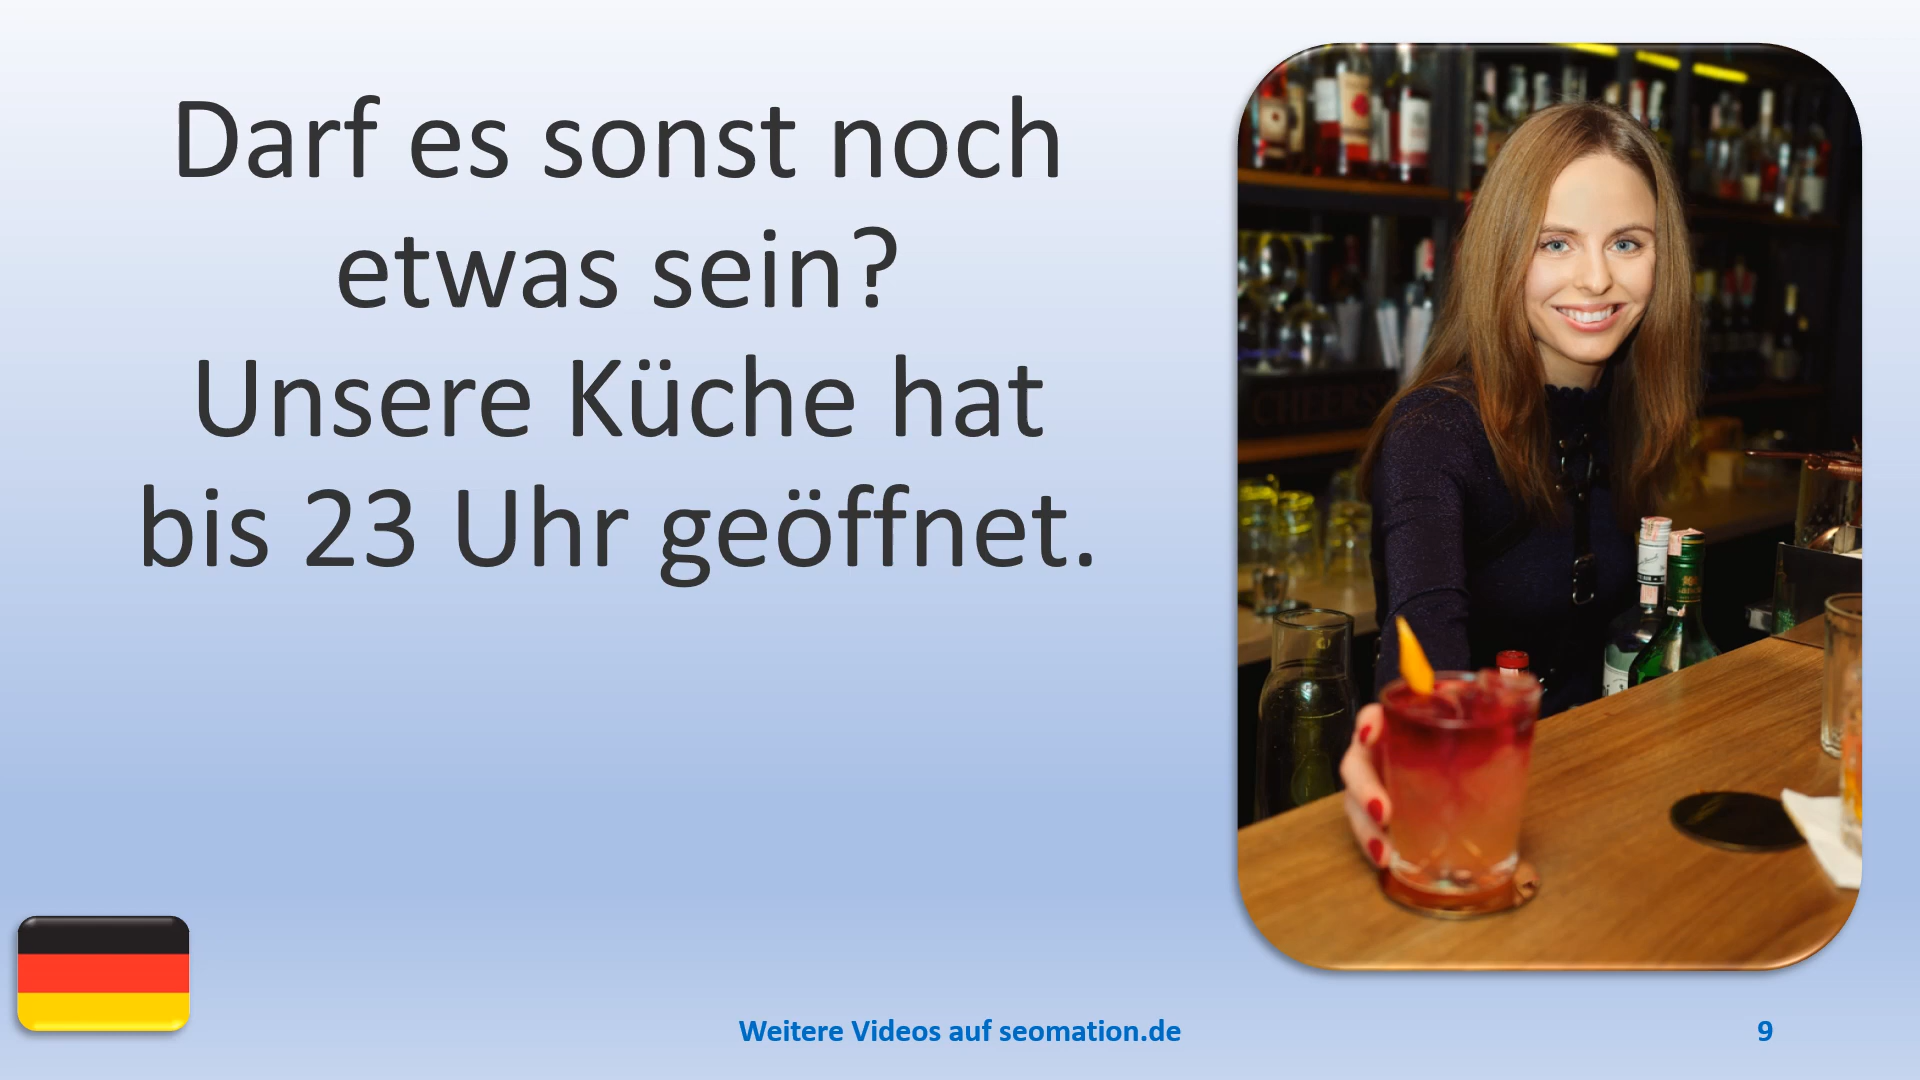 Darf es sonst noch
etwas sein?
Unsere Küche hat
bis 23 Uhr geöffnet.
CHEERS
Weitere Videos auf seomation.de
9